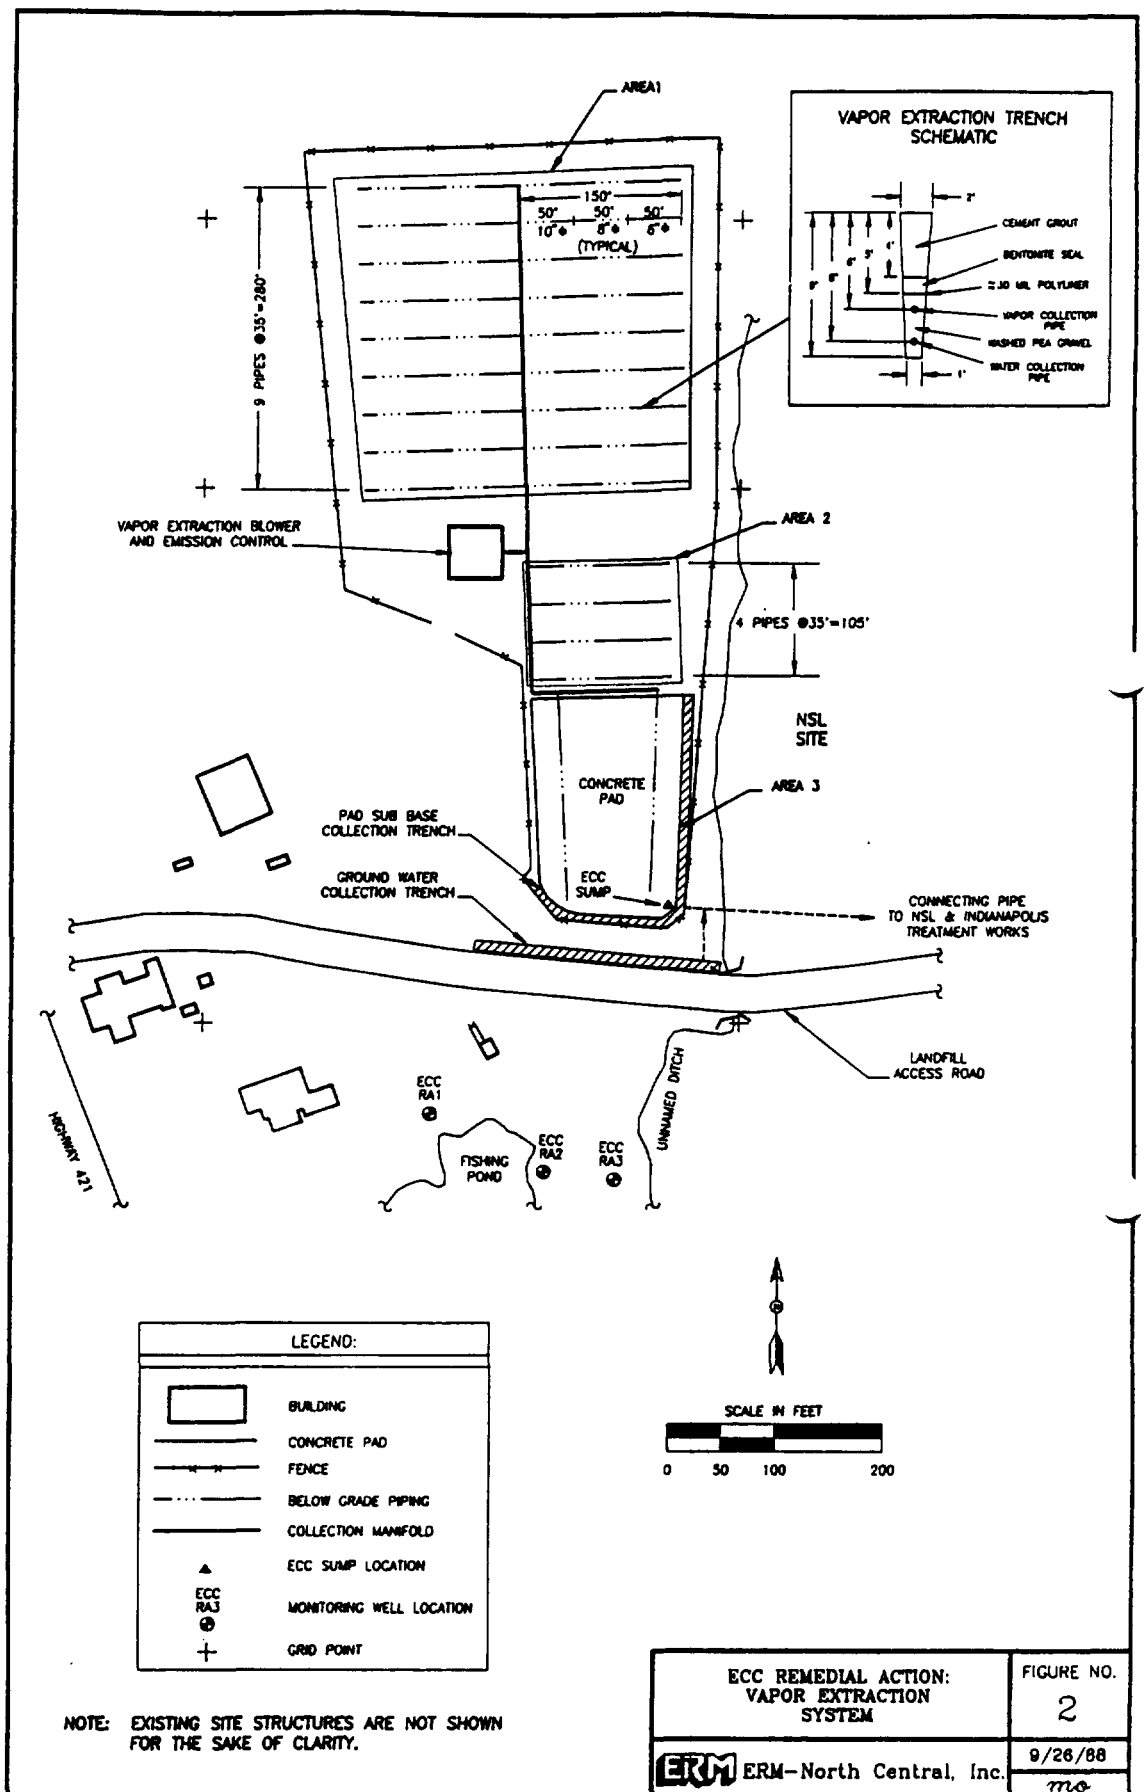 AREA1
VAPOR EXTRACTION TRENCH
SCHEMATIC
2'
CEMENT GROUT
BENTONITE SEAL
≅30 MIL POLYLINER
VAPOR COLLECTION
PIPE
WASHED PEA GRAVEL
WATER COLLECTION
PIPE
4'
5'
6'
8'
9'
1'
150'
50' 50' 50'
10"ϕ 8"ϕ 6"ϕ
(TYPICAL)
9 PIPES @35'=280'
VAPOR EXTRACTION BLOWER
AND EMISSION CONTROL
AREA 2
4 PIPES @35'=105'
NSL
SITE
CONCRETE
PAD
AREA 3
PAD SUB BASE
COLLECTION TRENCH
GROUND WATER
COLLECTION TRENCH
ECC
SUMP
CONNECTING PIPE
TO NSL & INDIANAPOLIS
TREATMENT WORKS
LANDFILL
ACCESS ROAD
HIGHWAY 421
ECC
RA1
FISHING
POND
ECC
RA2
ECC
RA3
UNNAMED DITCH
SCALE IN FEET
0 50 100 200
LEGEND:
BUILDING
CONCRETE PAD
FENCE
BELOW GRADE PIPING
COLLECTION MANIFOLD
ECC SUMP LOCATION
ECC
RA3
MONITORING WELL LOCATION
GRID POINT
NOTE: EXISTING SITE STRUCTURES ARE NOT SHOWN
FOR THE SAKE OF CLARITY.
ECC REMEDIAL ACTION:
VAPOR EXTRACTION
SYSTEM
FIGURE NO.
2
ERM ERM-North Central, Inc.
9/26/88
mo